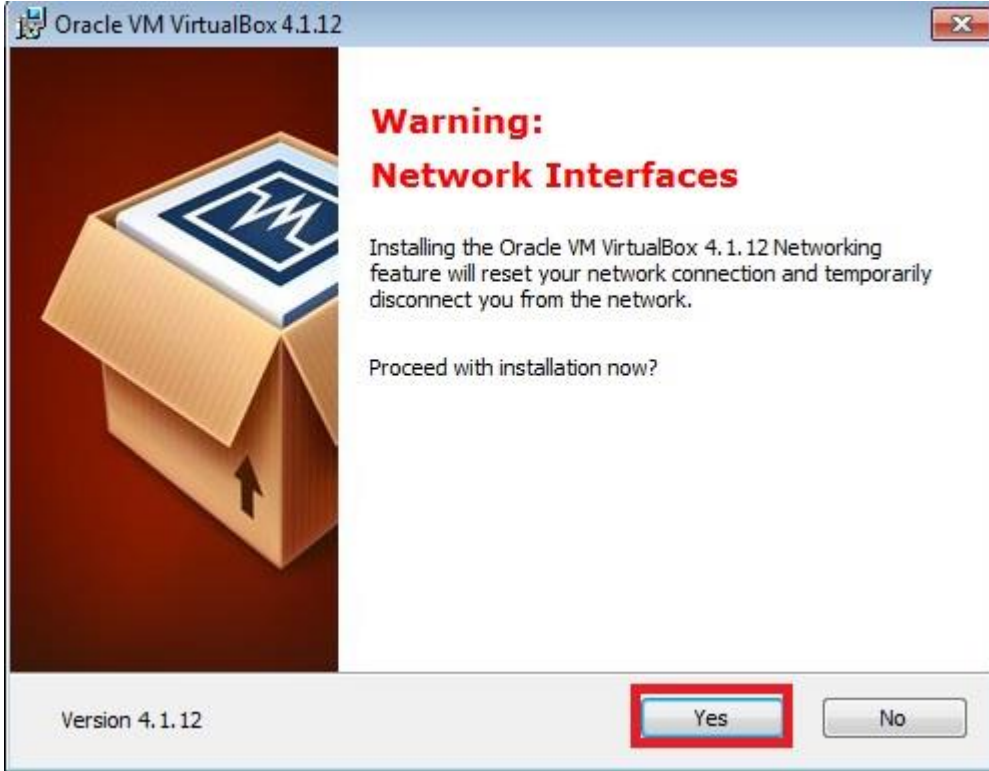 Oracle VM VirtualBox 4.1.12
Warning:
Network Interfaces
Installing the Oracle VM VirtualBox 4.1.12 Networking
feature will reset your network connection and temporarily
disconnect you from the network.
Proceed with installation now?
Version 4.1.12
Yes
No